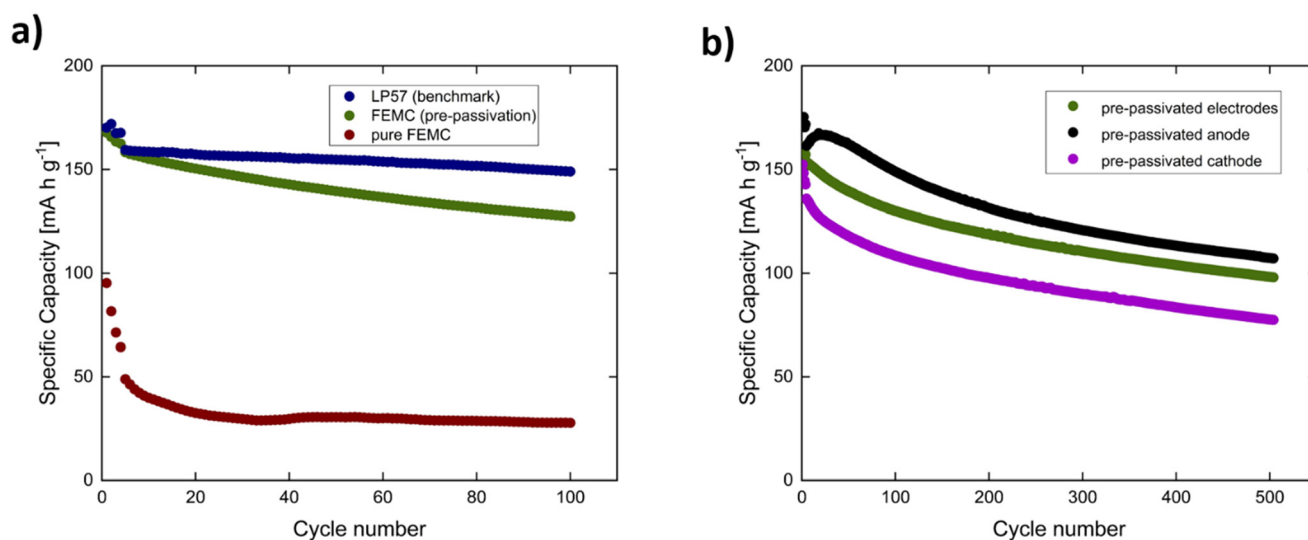 a)
200
150
100
50
0
0 20 40 60 80 100
Specific Capacity [mA h g⁻¹]
Cycle number
LP57 (benchmark)
FEMC (pre-passivation)
pure FEMC
b)
200
150
100
50
0
0 100 200 300 400 500
Specific Capacity [mA h g⁻¹]
Cycle number
pre-passivated electrodes
pre-passivated anode
pre-passivated cathode